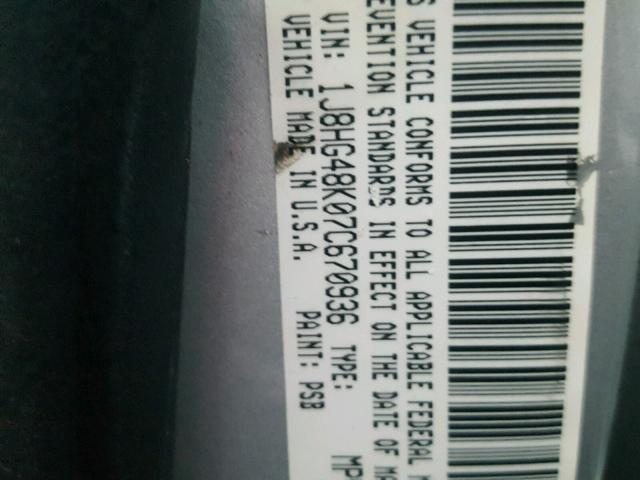 VEHICLE CONFORMS TO ALL APPLICABLE FEDERAL
EVENTION STANDARDS IN EFFECT ON THE DATE OF MA
VIN: 1J8HG48K07C670936 TYPE: MP
VEHICLE MADE IN U.S.A. PAINT: PSB